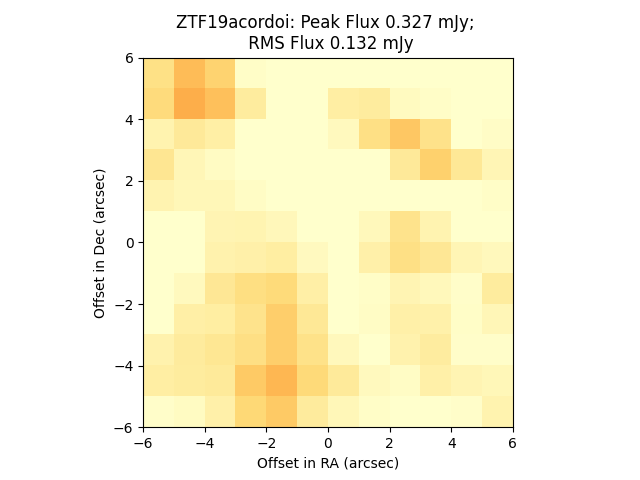 ZTF19acordoi: Peak Flux 0.327 mJy;
RMS Flux 0.132 mJy
6
4
2
0
−2
−4
−6
Offset in Dec (arcsec)
−6 −4 −2 0 2 4 6
Offset in RA (arcsec)